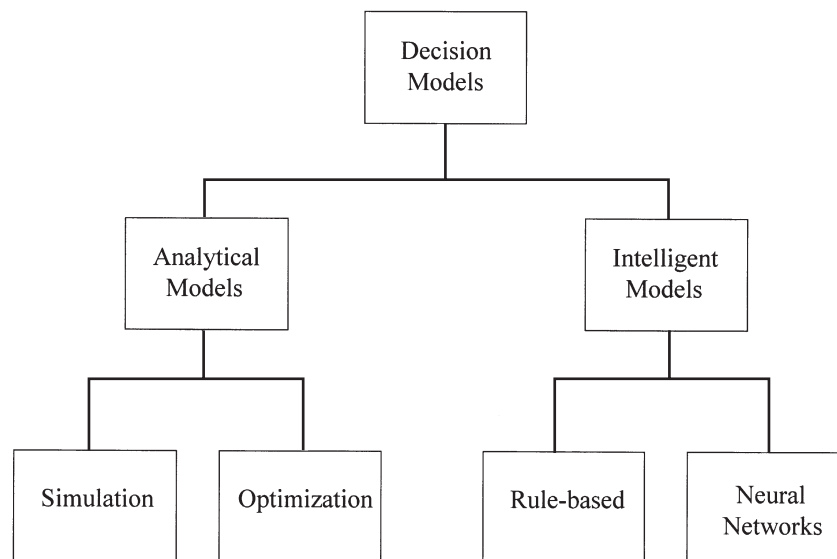 Decision
Models
Analytical
Models
Intelligent
Models
Simulation
Optimization
Rule-based
Neural
Networks